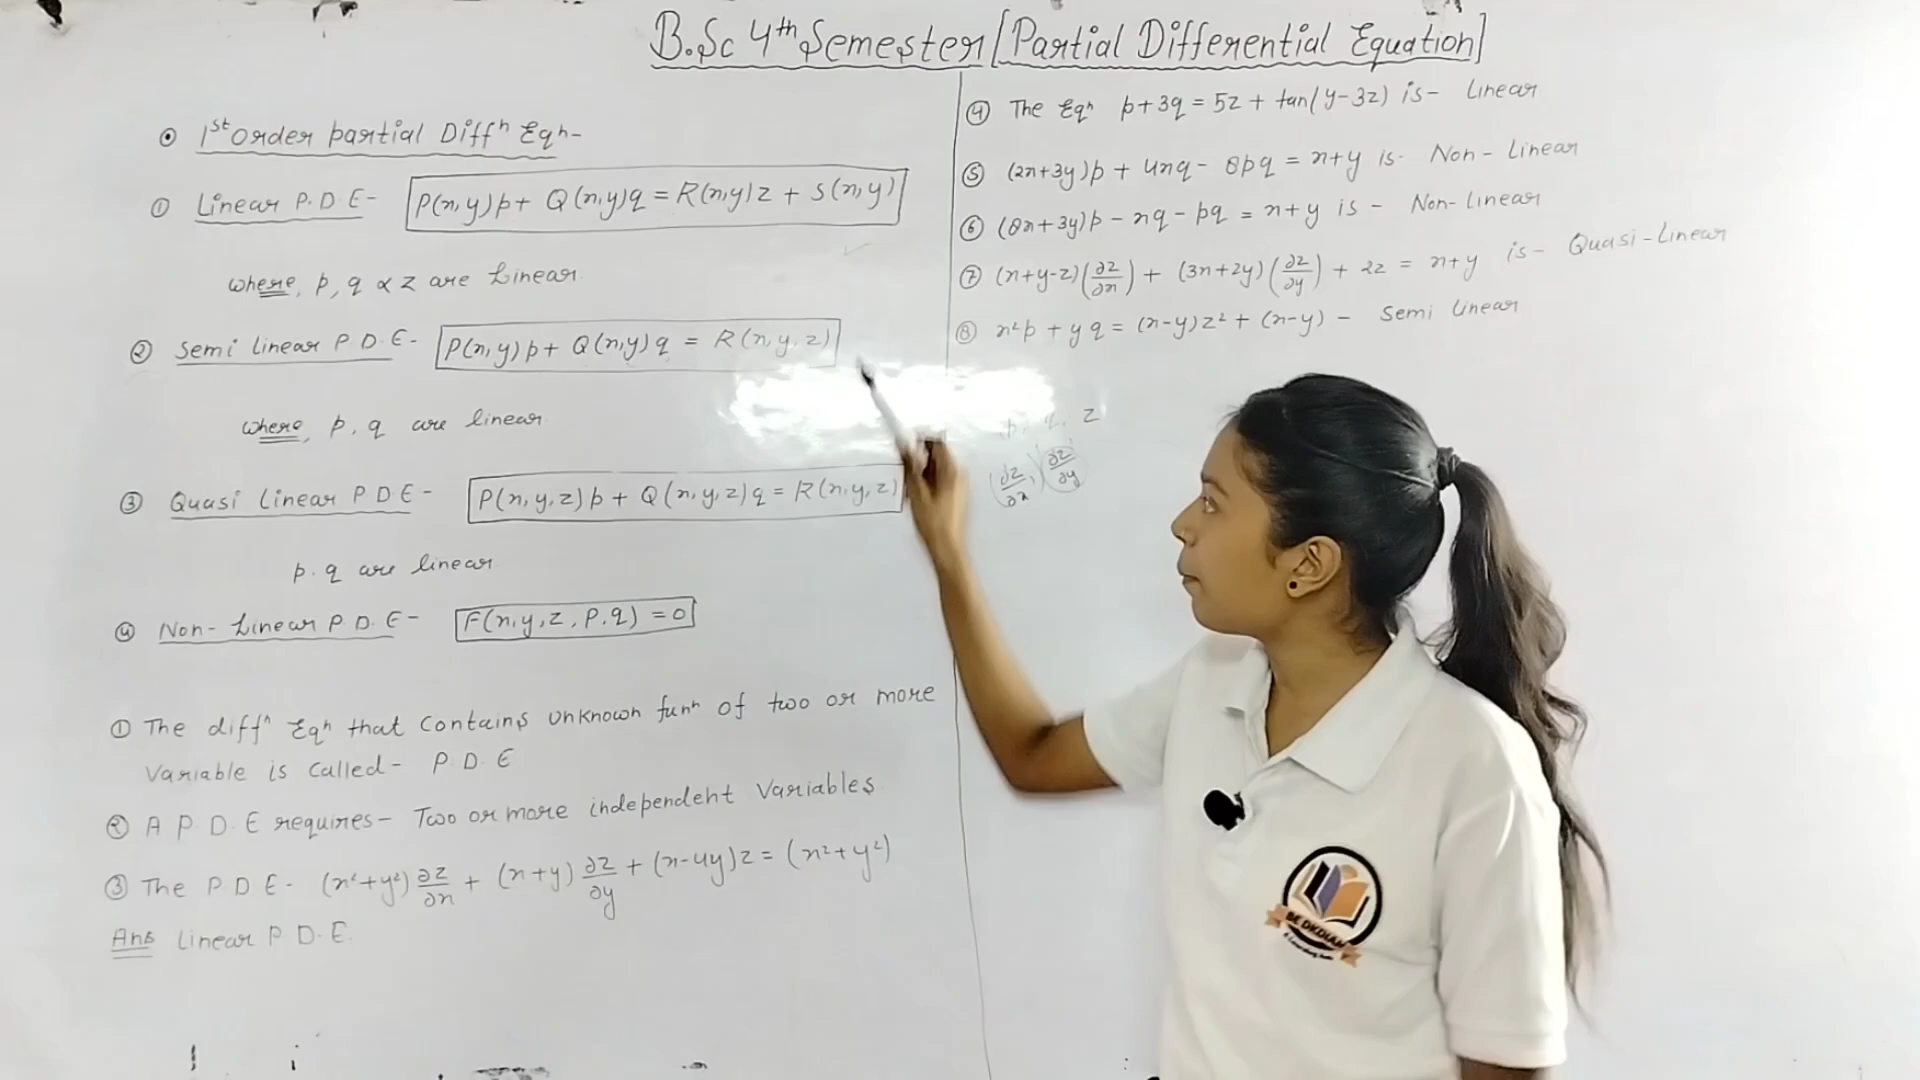 B.Sc 4th Semester [Partial Differential Equation]
⊙ 1st Order partial Diffn Eqn-
① Linear P.D.E- P(x,y)p + Q(x,y)q = R(x,y)z + S(x,y)
where, p, q & z are Linear.
② Semi linear P.D.E- P(x,y)p + Q(x,y)q = R(x,y,z)
where, p, q are linear
③ Quasi Linear P D E- P(x,y,z)p + Q(x,y,z)q = R(x,y,z)
p. q are linear
④ Non-Linear P.D.E- F(x,y,z,p.q) = 0
① The diffn Eqn that Contains Unknown funn of two or more
Variable is Called- P.D.E
② A P.D.E requires- Two or more independent Variables
③ The P D E- (x²+y²) ∂z/∂x + (x+y) ∂z/∂y + (x-4y)z = (x²+y²)
Ans Linear P.D.E.
④ The Eqn p+3q = 5z + tan(y-3z) is- Linear
⑤ (2x+3y)p + 4xq - 8pq = x+y is- Non-Linear
⑥ (8x+3y)p - xq - pq = x+y is- Non-linear
⑦ (x+y-z)(∂z/∂x) + (3x+2y)(∂z/∂y) + 2z = x+y is- Quasi-Linear
⑧ x²p + yq = (x-y)z² + (x-y) - Semi Linear
p, q, z
(∂z/∂x) (∂z/∂y)